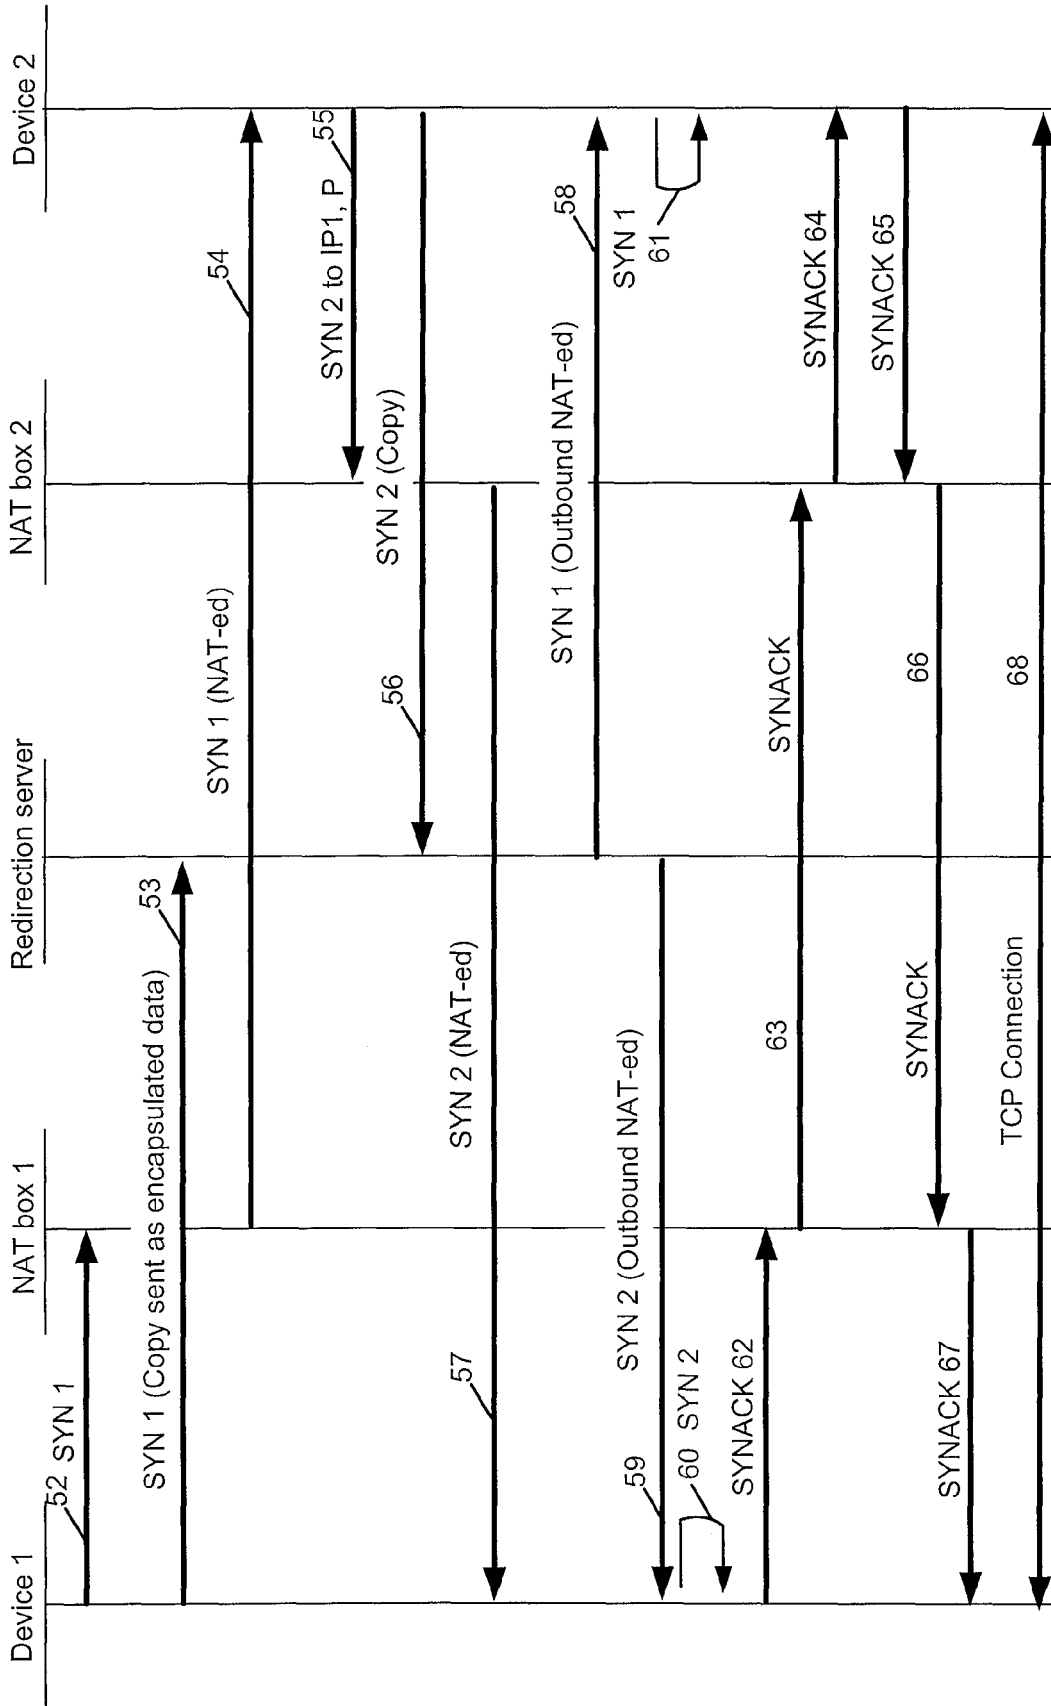 Device 1
NAT box 1
Redirection server
NAT box 2
Device 2
52 SYN 1
SYN 1 (Copy sent as encapsulated data)
53
SYN 1 (NAT-ed)
54
SYN 2 to IP1, P
55
SYN 2 (Copy)
56
SYN 2 (NAT-ed)
57
SYN 1 (Outbound NAT-ed)
58
SYN 2 (Outbound NAT-ed)
59
60 SYN 2
SYN 1
61
SYNACK 62
63
SYNACK
SYNACK 64
SYNACK 65
SYNACK
66
SYNACK 67
TCP Connection
68